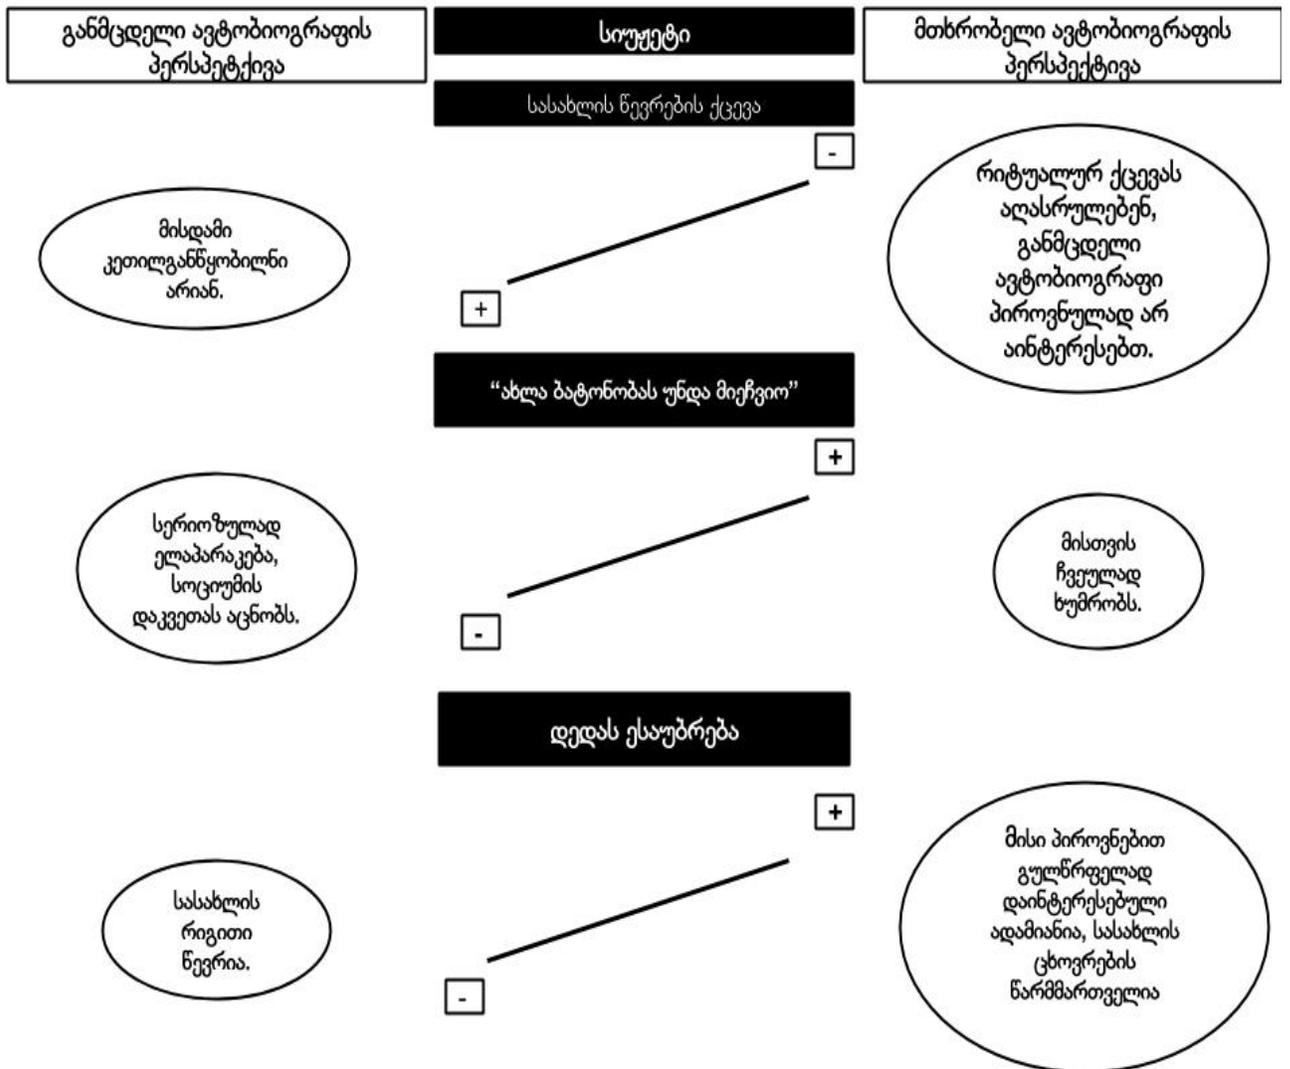 განმცდელი ავტობიოგრაფის
პერსპეტქივა
სიუჟეტი
მთხრობელი ავტობიოგრაფის
პერსპექტივა
სასახლის წევრების ქცევა
-
მისდამი
კეთილგანწყობილნი
არიან.
+
რიტუალურ ქცევას
აღასრულებენ,
განმცდელი
ავტობიოგრაფი
პიროვნულად არ
აინტერესებთ.
“ახლა ბატონობას უნდა მიეჩვიო”
+
სერიოზულად
ელაპარაკება,
სოციუმის
დაკვეთას აცნობს.
-
მისთვის
ჩვეულად
ხუმრობს.
დედას ესაუბრება
+
სასახლის
რიგითი
წევრია.
-
მისი პიროვნებით
გულწრფელად
დაინტერესებული
ადამიანია, სასახლის
ცხოვრების
წარმმართველია